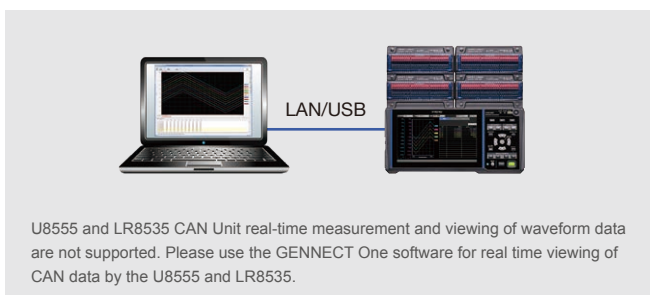 LAN/USB
U8555 and LR8535 CAN Unit real-time measurement and viewing of waveform data
are not supported. Please use the GENNECT One software for real time viewing of
CAN data by the U8555 and LR8535.